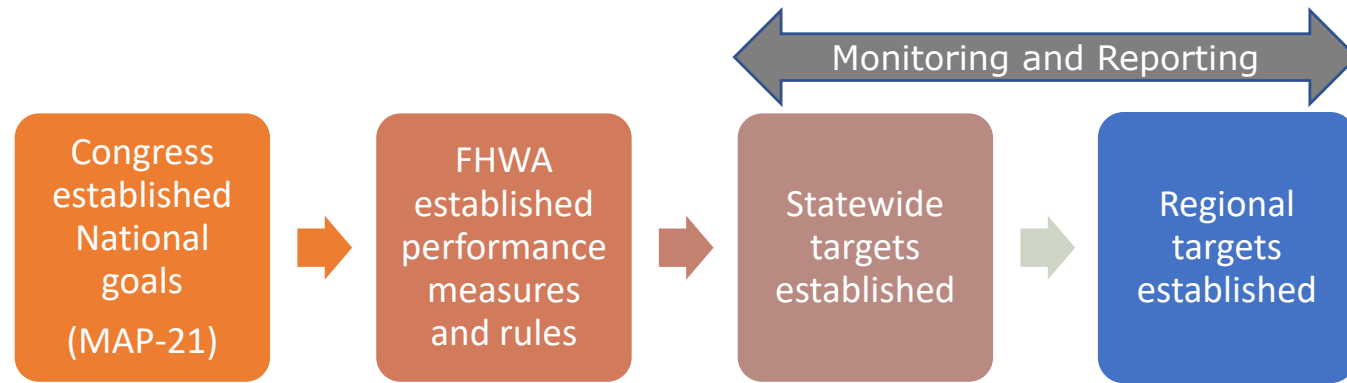 Monitoring and Reporting
Congress
established
National
goals
(MAP-21)
FHWA
established
performance
measures
and rules
Statewide
targets
established
Regional
targets
established